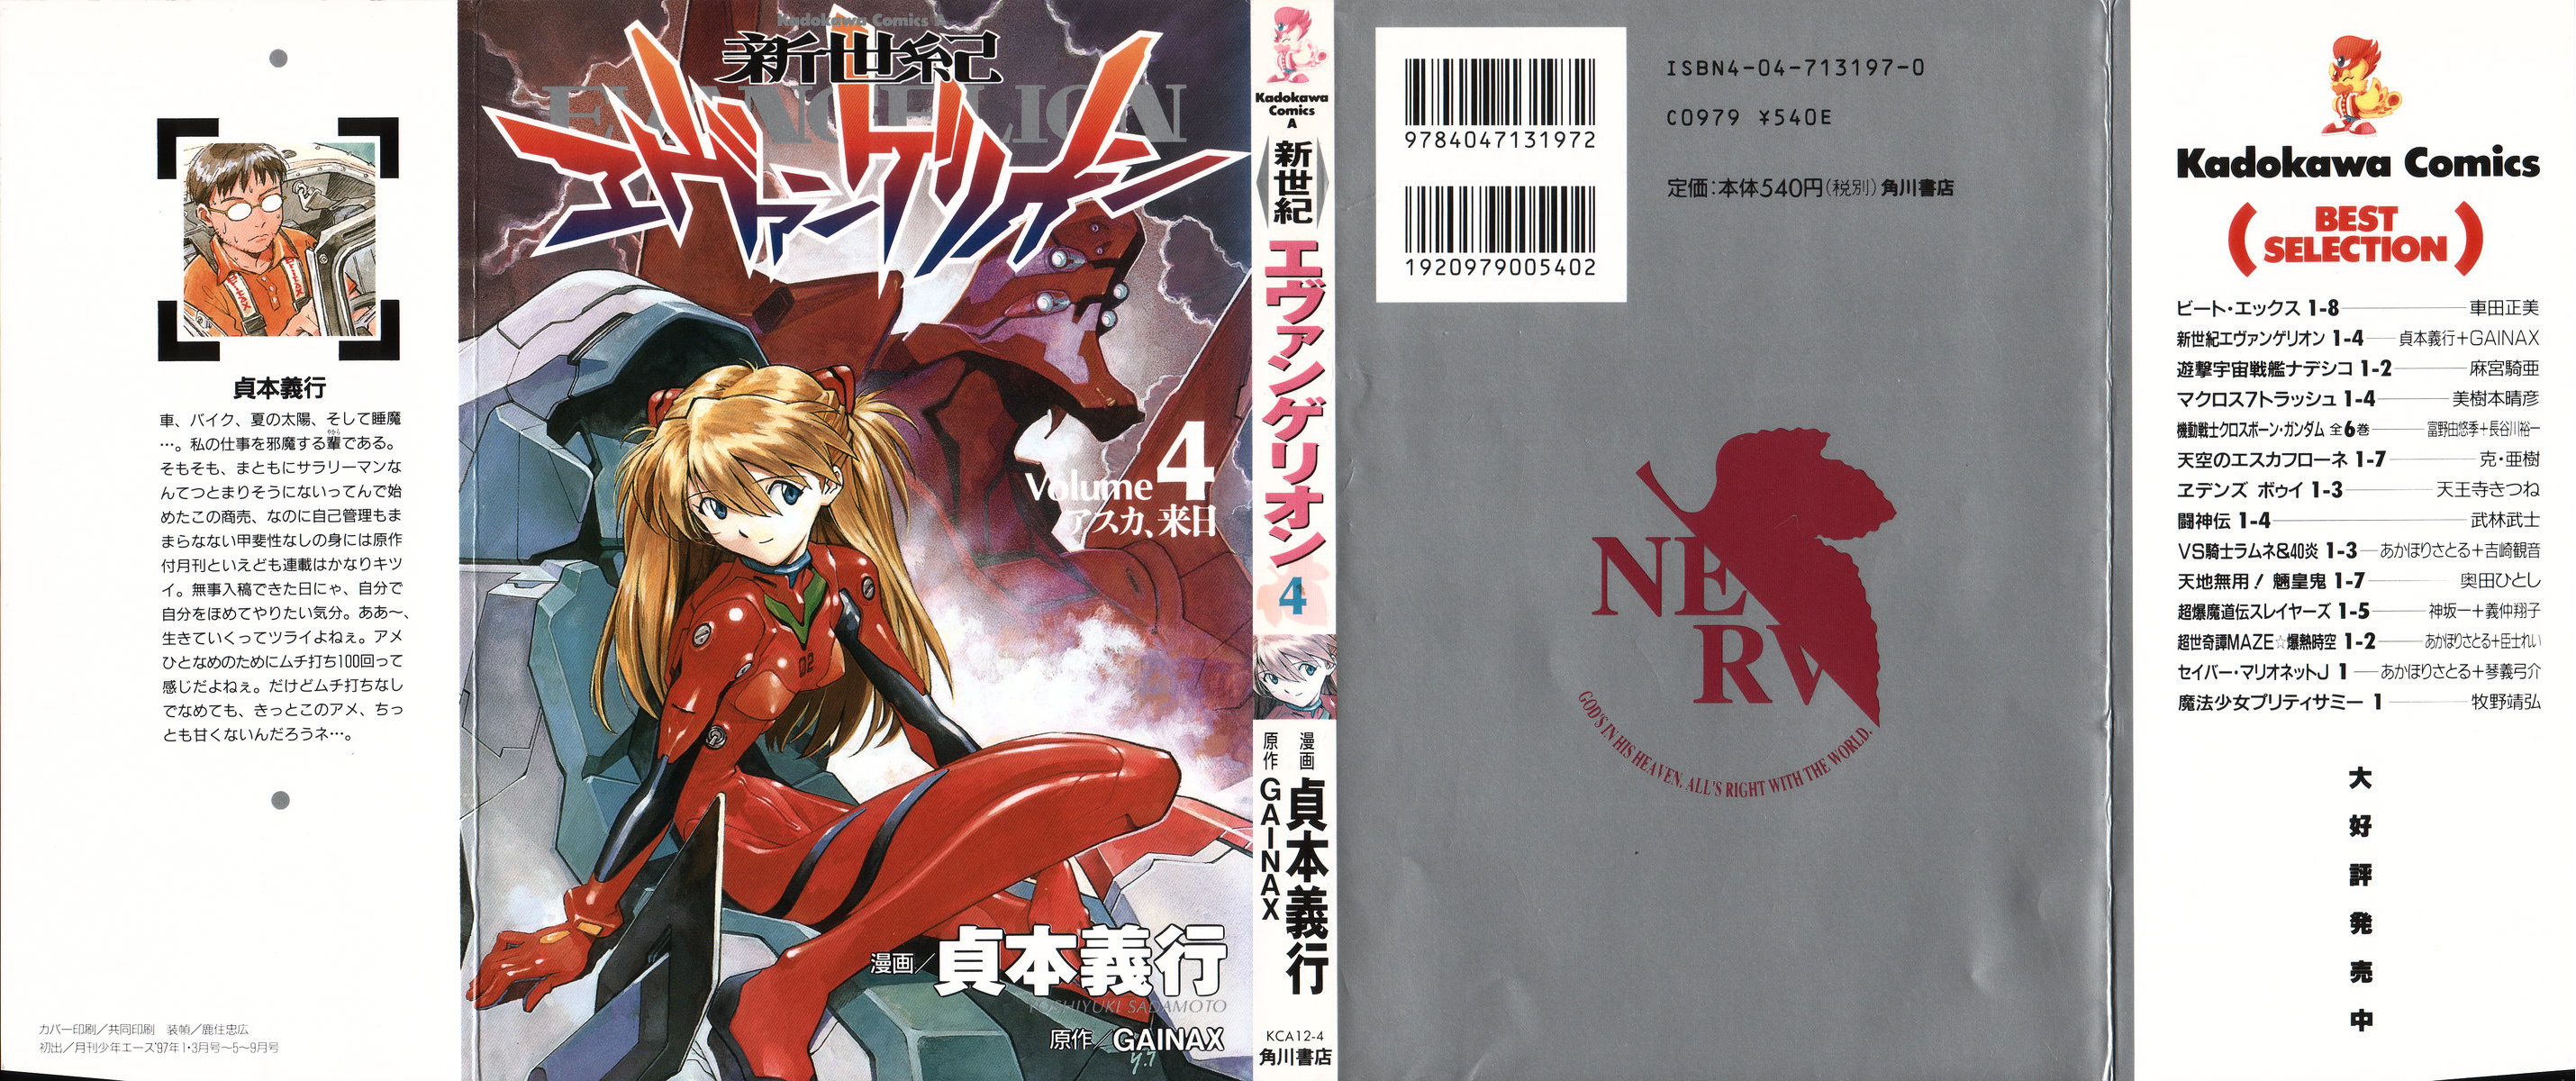 貞本義行
車、バイク、夏の太陽、そして睡魔
…。私の仕事を邪魔する輩である。
そもそも、まともにサラリーマンな
んてつとまりそうにないってんで始
めたこの商売、なのに自己管理もま
まらなない甲斐性なしの身には原作
付月刊といえども連載はかなりキツ
イ。無事入稿できた日にゃ、自分で
自分をほめてやりたい気分。ああ〜、
生きていくってツライよねぇ。アメ
ひとなめのためにムチ打ち100回って
感じだよねぇ。だけどムチ打ちなし
でなめても、きっとこのアメ、ちっ
とも甘くないんだろうネ…。
カバー印刷／共同印刷　装幀／鹿住忠広
初出／月刊少年エース'97年1・3月号〜5〜9月号
Kadokawa Comics A
新世紀
EVANGELION
エヴァンゲリオン
Volume 4
アスカ、来日
02
漫画／貞本義行
YOSHIYUKI SADAMOTO
原作／GAINAX
y.T
Kadokawa
Comics
A
新世紀
エヴァンゲリオン
4
漫画 貞本義行
原作 GAINAX
KCA12-4
角川書店
9784047131972
1920979005402
ISBN4-04-713197-0
C0979 ¥540E
定価：本体540円（税別）角川書店
NERV
GOD'S IN HIS HEAVEN. ALL'S RIGHT WITH THE WORLD.
Kadokawa Comics
BEST
SELECTION
ビート・エックス 1-8 車田正美
新世紀エヴァンゲリオン 1-4 貞本義行＋GAINAX
遊撃宇宙戦艦ナデシコ 1-2 麻宮騎亜
マクロス7トラッシュ 1-4 美樹本晴彦
機動戦士クロスボーン・ガンダム 全6巻 富野由悠季＋長谷川裕一
天空のエスカフローネ 1-7 克・亜樹
ヱデンズ ボゥイ 1-3 天王寺きつね
闘神伝 1-4 武林武士
VS騎士ラムネ&40炎 1-3 あかほりさとる＋吉崎観音
天地無用！ 魎皇鬼 1-7 奥田ひとし
超爆魔道伝スレイヤーズ 1-5 神坂一＋義仲翔子
超世奇譚MAZE☆爆熱時空 1-2 あかほりさとる＋臣士れい
セイバー・マリオネットJ 1 あかほりさとる＋琴義弓介
魔法少女プリティサミー 1 牧野靖弘
大好評発売中